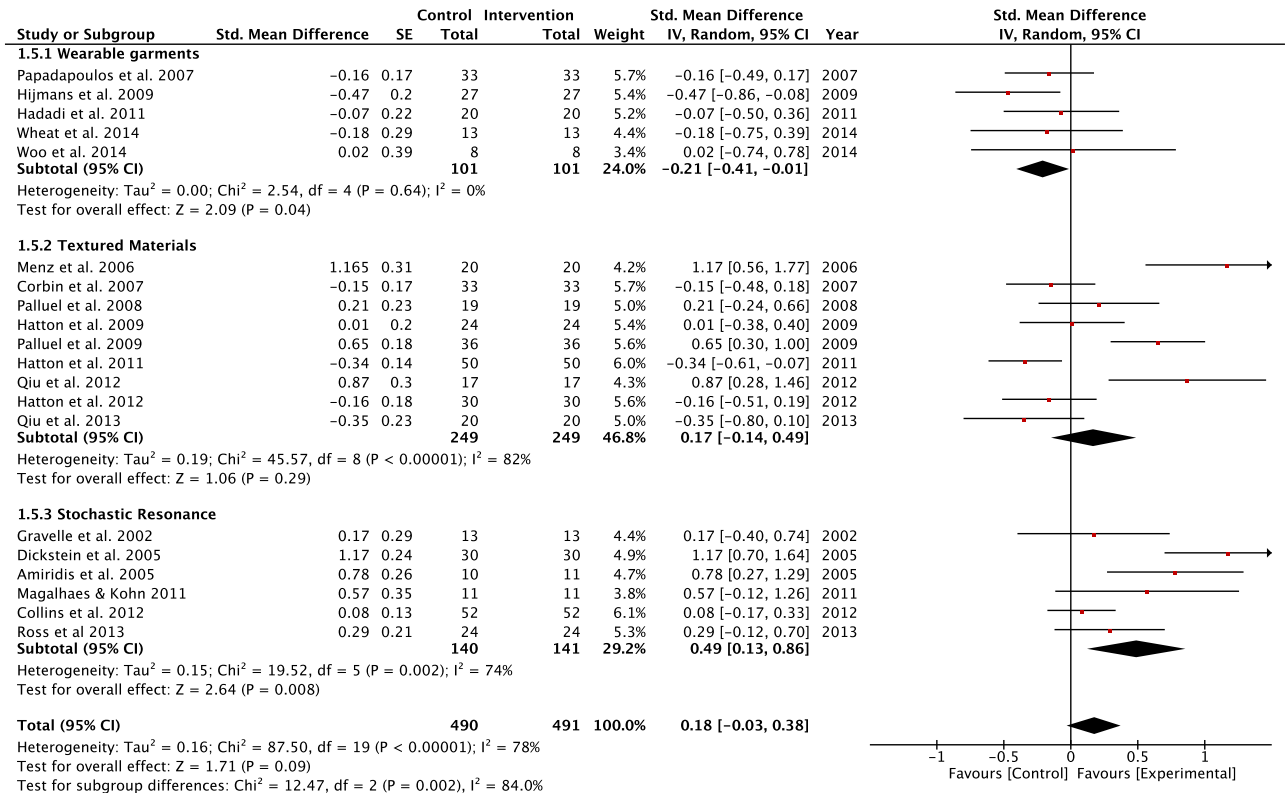 Control Intervention Std. Mean Difference Std. Mean Difference
Study or Subgroup Std. Mean Difference SE Total Total Weight IV, Random, 95% CI Year IV, Random, 95% CI
1.5.1 Wearable garments
Papadapoulos et al. 2007 −0.16 0.17 33 33 5.7% −0.16 [−0.49, 0.17] 2007
Hijmans et al. 2009 −0.47 0.2 27 27 5.4% −0.47 [−0.86, −0.08] 2009
Hadadi et al. 2011 −0.07 0.22 20 20 5.2% −0.07 [−0.50, 0.36] 2011
Wheat et al. 2014 −0.18 0.29 13 13 4.4% −0.18 [−0.75, 0.39] 2014
Woo et al. 2014 0.02 0.39 8 8 3.4% 0.02 [−0.74, 0.78] 2014
Subtotal (95% CI) 101 101 24.0% −0.21 [−0.41, −0.01]
Heterogeneity: Tau² = 0.00; Chi² = 2.54, df = 4 (P = 0.64); I² = 0%
Test for overall effect: Z = 2.09 (P = 0.04)
1.5.2 Textured Materials
Menz et al. 2006 1.165 0.31 20 20 4.2% 1.17 [0.56, 1.77] 2006
Corbin et al. 2007 −0.15 0.17 33 33 5.7% −0.15 [−0.48, 0.18] 2007
Palluel et al. 2008 0.21 0.23 19 19 5.0% 0.21 [−0.24, 0.66] 2008
Hatton et al. 2009 0.01 0.2 24 24 5.4% 0.01 [−0.38, 0.40] 2009
Palluel et al. 2009 0.65 0.18 36 36 5.6% 0.65 [0.30, 1.00] 2009
Hatton et al. 2011 −0.34 0.14 50 50 6.0% −0.34 [−0.61, −0.07] 2011
Qiu et al. 2012 0.87 0.3 17 17 4.3% 0.87 [0.28, 1.46] 2012
Hatton et al. 2012 −0.16 0.18 30 30 5.6% −0.16 [−0.51, 0.19] 2012
Qiu et al. 2013 −0.35 0.23 20 20 5.0% −0.35 [−0.80, 0.10] 2013
Subtotal (95% CI) 249 249 46.8% 0.17 [−0.14, 0.49]
Heterogeneity: Tau² = 0.19; Chi² = 45.57, df = 8 (P < 0.00001); I² = 82%
Test for overall effect: Z = 1.06 (P = 0.29)
1.5.3 Stochastic Resonance
Gravelle et al. 2002 0.17 0.29 13 13 4.4% 0.17 [−0.40, 0.74] 2002
Dickstein et al. 2005 1.17 0.24 30 30 4.9% 1.17 [0.70, 1.64] 2005
Amiridis et al. 2005 0.78 0.26 10 11 4.7% 0.78 [0.27, 1.29] 2005
Magalhaes & Kohn 2011 0.57 0.35 11 11 3.8% 0.57 [−0.12, 1.26] 2011
Collins et al. 2012 0.08 0.13 52 52 6.1% 0.08 [−0.17, 0.33] 2012
Ross et al 2013 0.29 0.21 24 24 5.3% 0.29 [−0.12, 0.70] 2013
Subtotal (95% CI) 140 141 29.2% 0.49 [0.13, 0.86]
Heterogeneity: Tau² = 0.15; Chi² = 19.52, df = 5 (P = 0.002); I² = 74%
Test for overall effect: Z = 2.64 (P = 0.008)
Total (95% CI) 490 491 100.0% 0.18 [−0.03, 0.38]
Heterogeneity: Tau² = 0.16; Chi² = 87.50, df = 19 (P < 0.00001); I² = 78%
Test for overall effect: Z = 1.71 (P = 0.09)
Test for subgroup differences: Chi² = 12.47, df = 2 (P = 0.002), I² = 84.0%
−1 −0.5 0 0.5 1
Favours [Control] Favours [Experimental]